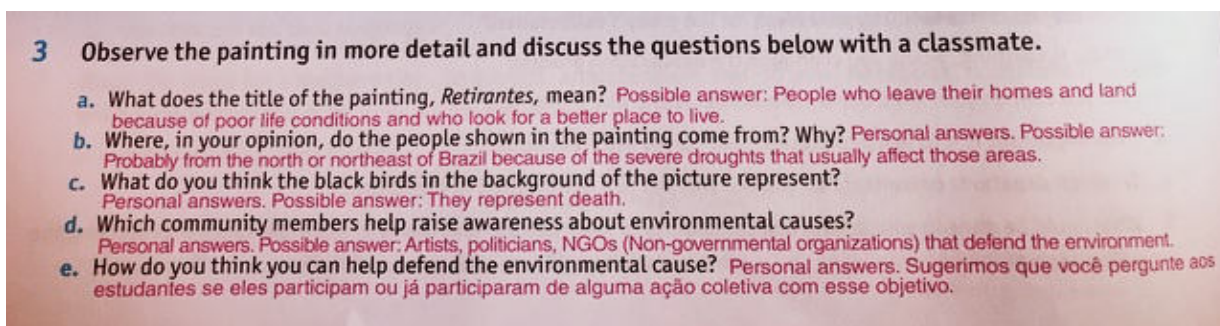 3 Observe the painting in more detail and discuss the questions below with a classmate.
a. What does the title of the painting, Retirantes, mean? Possible answer: People who leave their homes and land
because of poor life conditions and who look for a better place to live.
b. Where, in your opinion, do the people shown in the painting come from? Why? Personal answers. Possible answer:
Probably from the north or northeast of Brazil because of the severe droughts that usually affect those areas.
c. What do you think the black birds in the background of the picture represent?
Personal answers. Possible answer: They represent death.
d. Which community members help raise awareness about environmental causes?
Personal answers. Possible answer: Artists, politicians, NGOs (Non-governmental organizations) that defend the environment.
e. How do you think you can help defend the environmental cause? Personal answers. Sugerimos que você pergunte aos
estudantes se eles participam ou já participaram de alguma ação coletiva com esse objetivo.